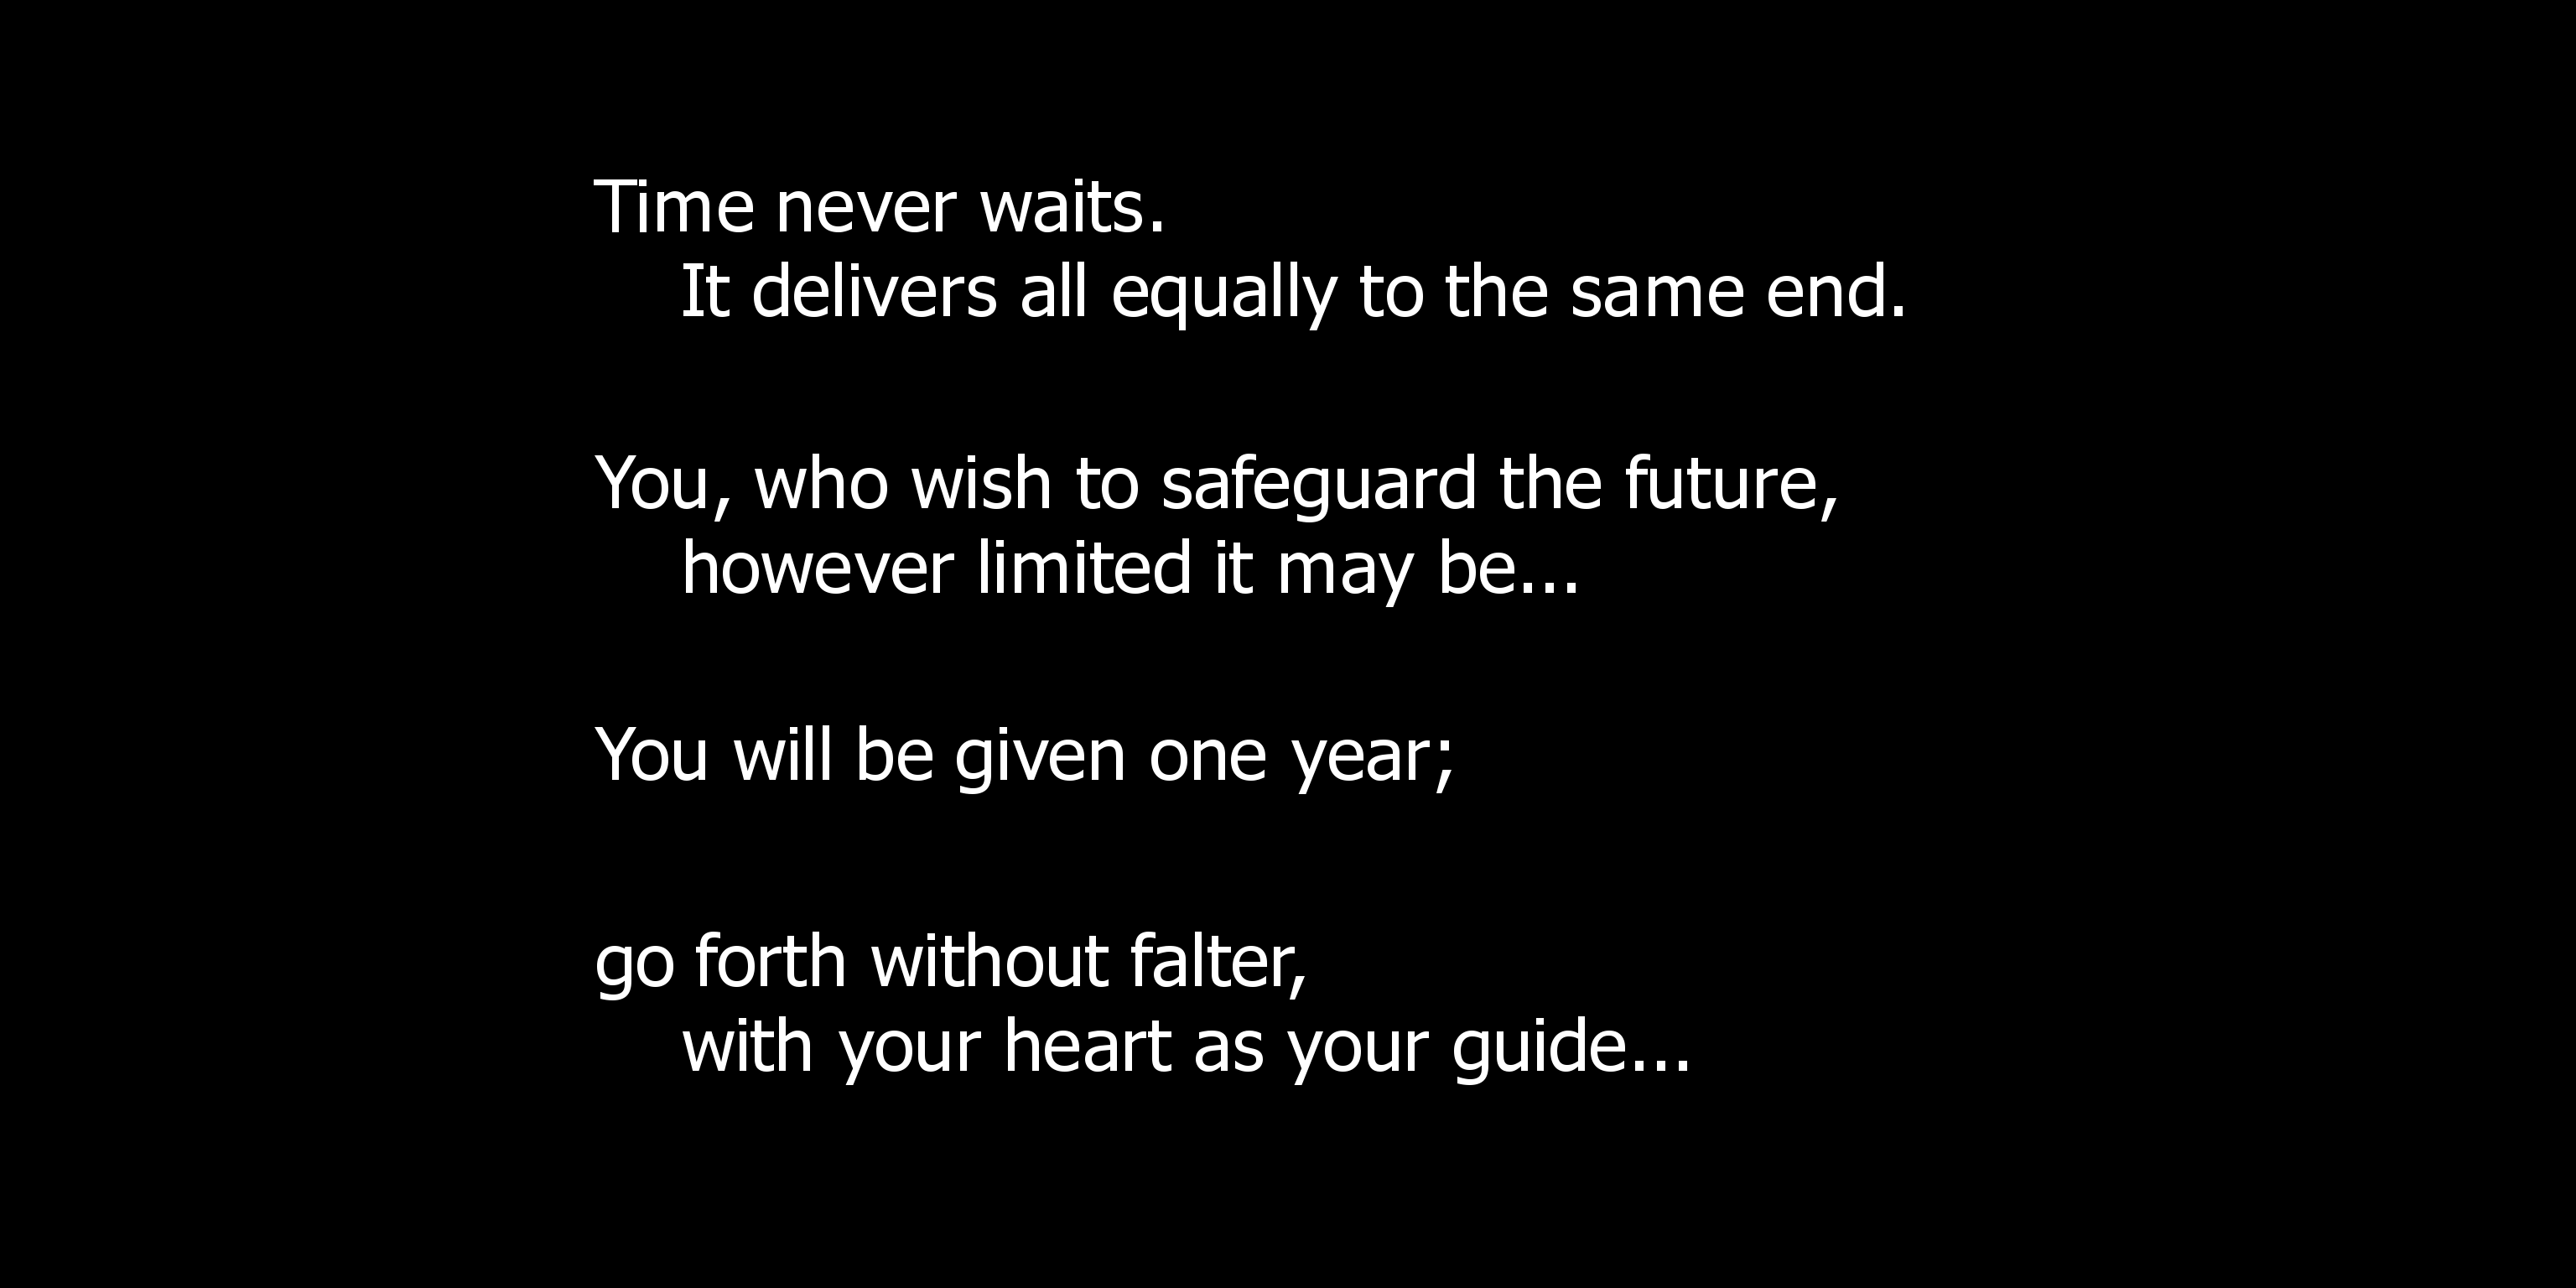 Time never waits.
It delivers all equally to the same end.
You, who wish to safeguard the future,
however limited it may be...
You will be given one year;
go forth without falter,
with your heart as your guide...